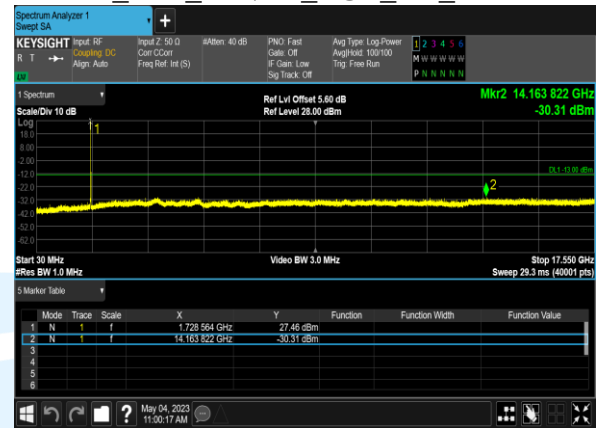 Spectrum Analyzer 1
Swept SA
KEYSIGHT Input: RF Input Z: 50 Ω #Atten: 40 dB PNO: Fast Avg Type: Log-Power 1 2 3 4 5 6
R T Coupling: DC Corr CCorr Gate: Off Avg|Hold: 100/100 M W W W W W
Align: Auto Freq Ref: Int (S) IF Gain: Low Trig: Free Run P N N N N N
Sig Track: Off
1 Spectrum
Scale/Div 10 dB
Ref Lvl Offset 5.60 dB
Ref Level 28.00 dBm
Mkr2 14.163 822 GHz
-30.31 dBm
Log
1
18.0
8.00
-2.00
-12.0
DL1 -13.00 dBm
-22.0
2
-32.0
-42.0
-52.0
-62.0
Start 30 MHz Video BW 3.0 MHz Stop 17.550 GHz
#Res BW 1.0 MHz Sweep 29.3 ms (40001 pts)
5 Marker Table
Mode Trace Scale X Y Function Function Width Function Value
1 N 1 f 1.728 564 GHz 27.46 dBm
2 N 1 f 14.163 822 GHz -30.31 dBm
3
4
5
6
?
May 04, 2023
11:00:17 AM